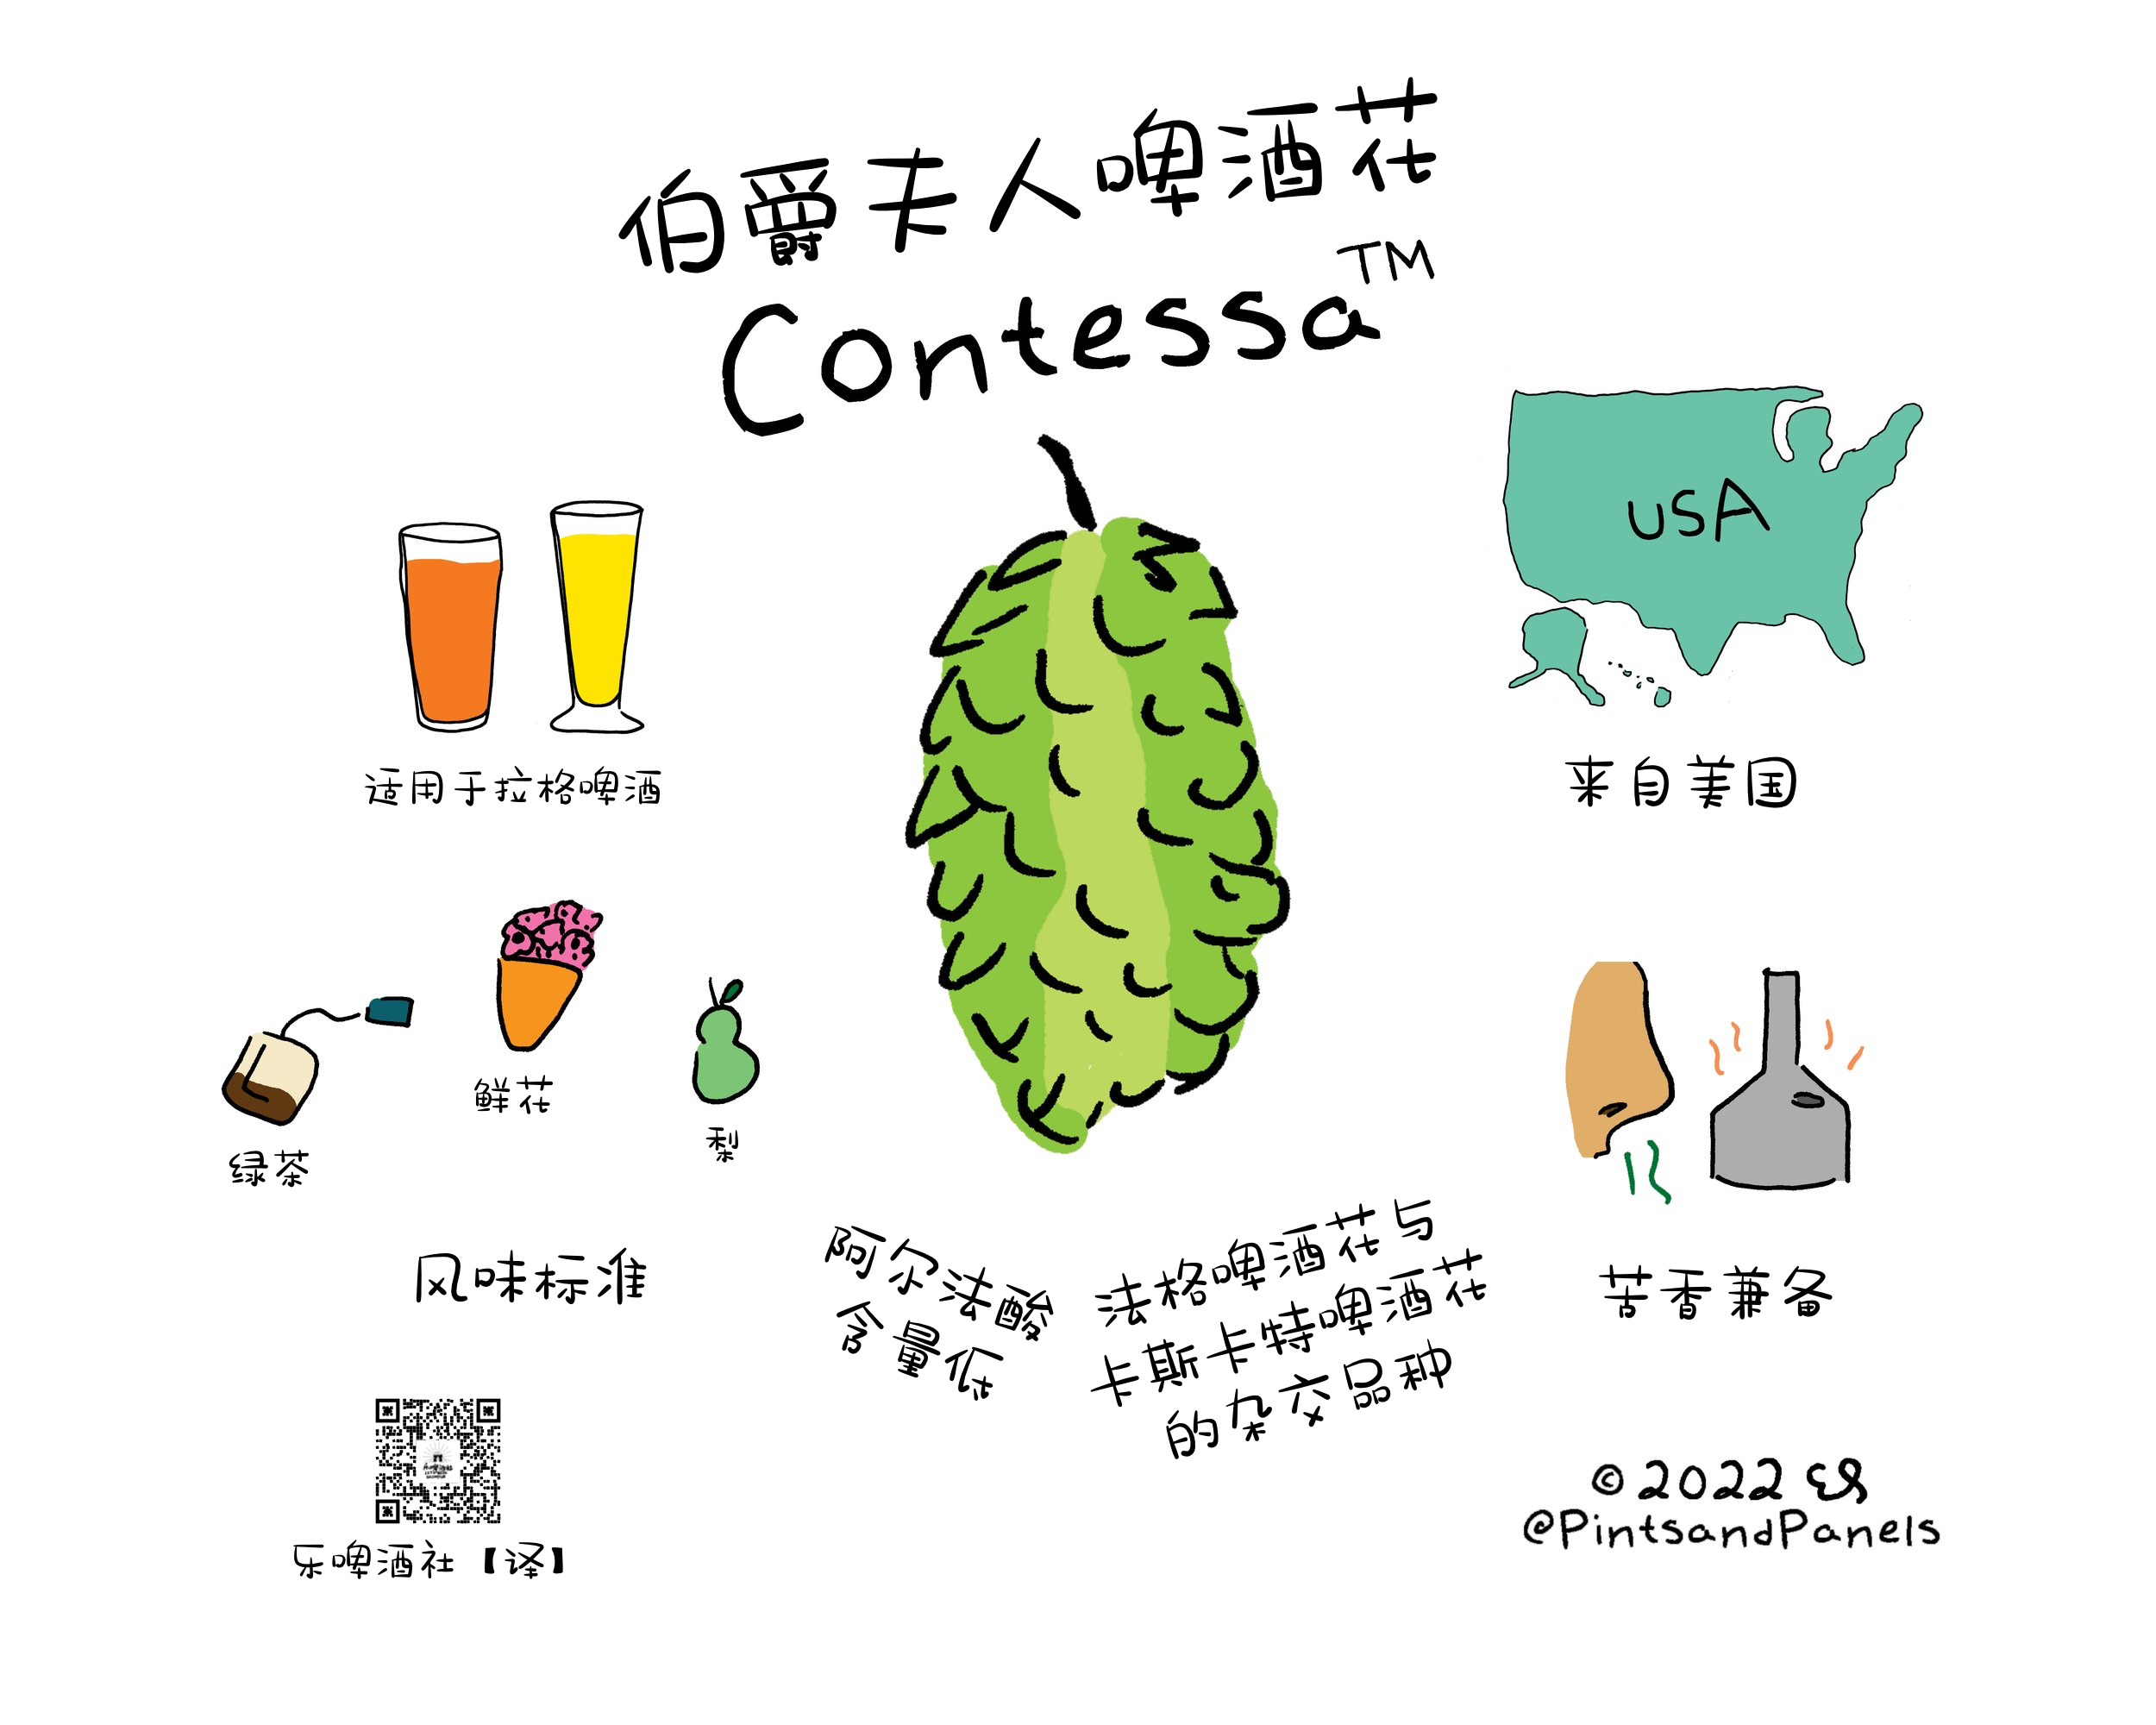 伯爵夫人啤酒花
Contessa™
USA
适用于拉格啤酒
来自美国
鲜花
绿茶
梨
风味标准
阿尔法酸
含量低
法格啤酒花与
卡斯卡特啤酒花
的杂交品种
苦香兼备
乐啤酒社【译】
© 2022 ES
@PintsandPanels